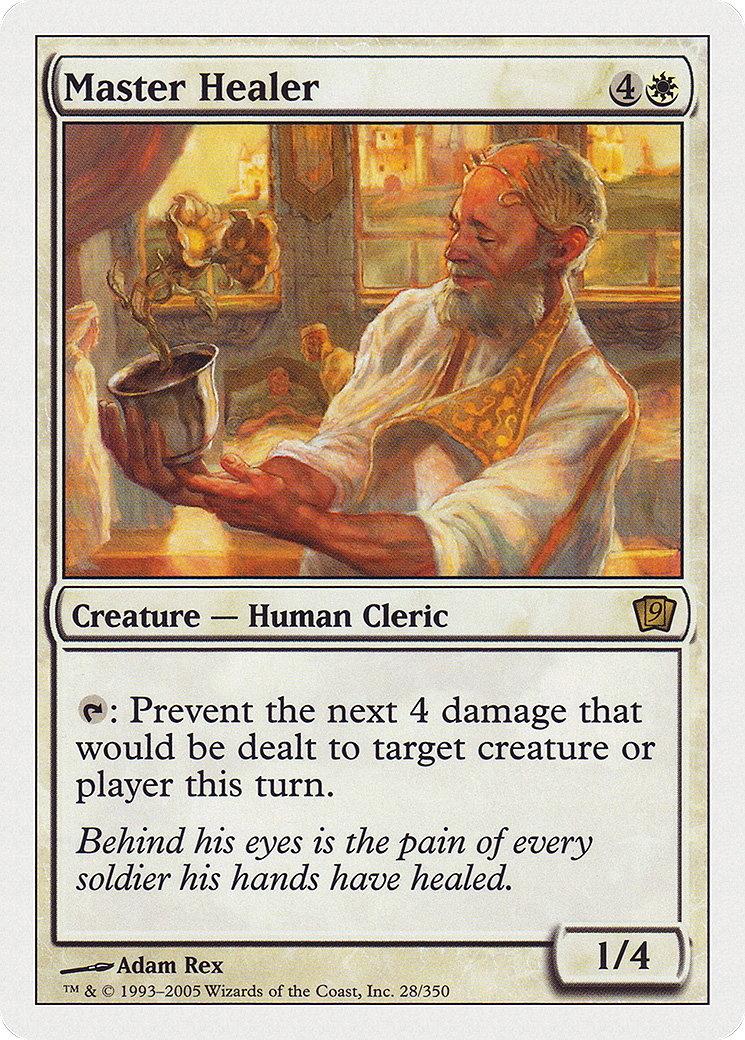 Master Healer 4
Creature — Human Cleric 9
: Prevent the next 4 damage that
would be dealt to target creature or
player this turn.
Behind his eyes is the pain of every
soldier his hands have healed.
1/4
Adam Rex
™ & © 1993–2005 Wizards of the Coast, Inc. 28/350